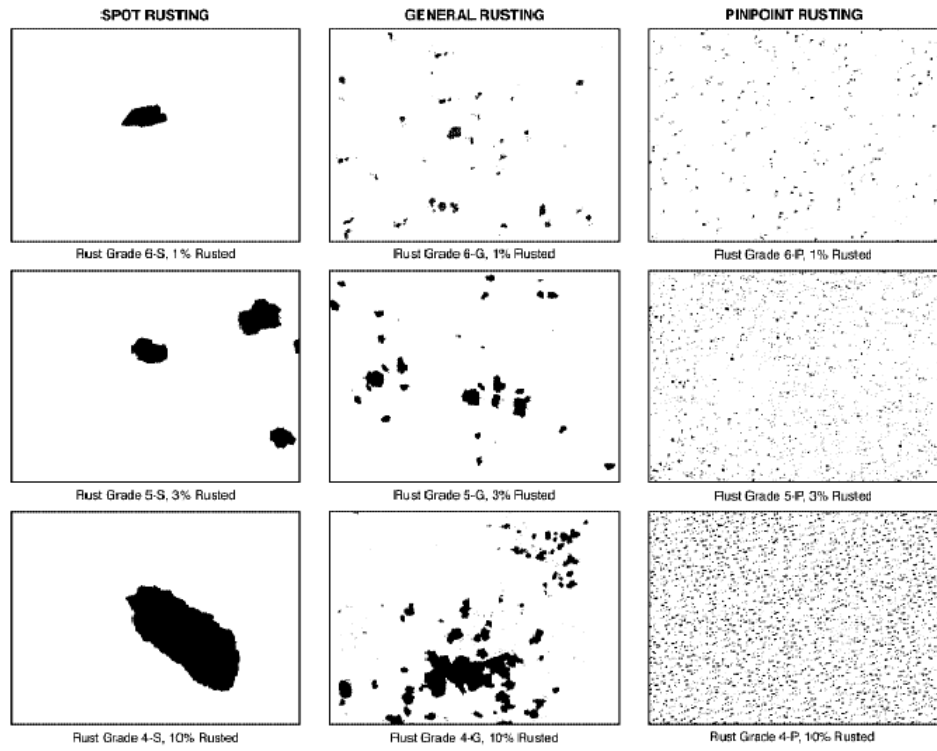 SPOT RUSTING GENERAL RUSTING PINPOINT RUSTING
Rust Grade 6-S, 1% Rusted Rust Grade 6-G, 1% Rusted Rust Grade 6-P, 1% Rusted
Rust Grade 5-S, 3% Rusted Rust Grade 5-G, 3% Rusted Rust Grade 5-P, 3% Rusted
Rust Grade 4-S, 10% Rusted Rust Grade 4-G, 10% Rusted Rust Grade 4-P, 10% Rusted